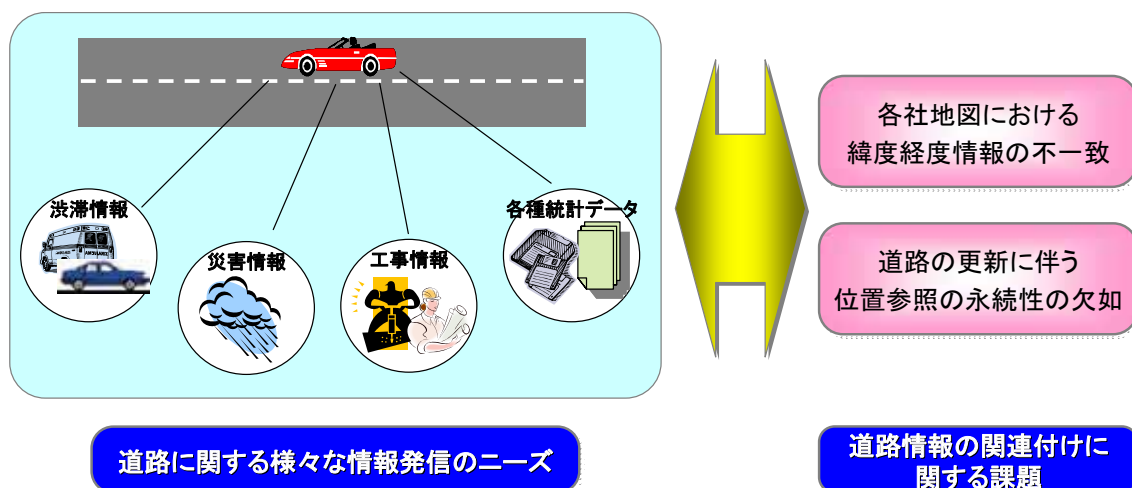 渋滞情報
災害情報
工事情報
各種統計データ
各社地図における
緯度経度情報の不一致
道路の更新に伴う
位置参照の永続性の欠如
道路に関する様々な情報発信のニーズ
道路情報の関連付けに
関する課題